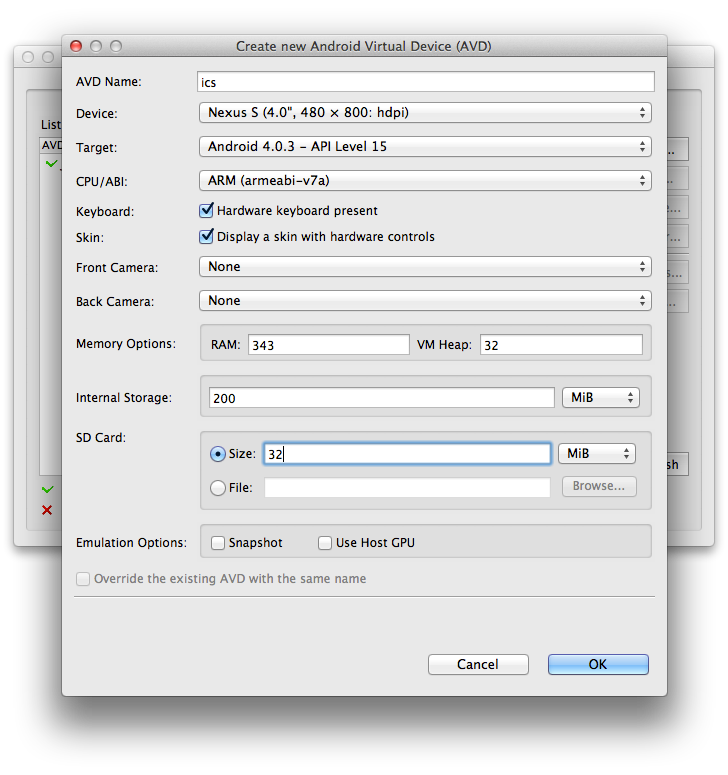 Create new Android Virtual Device (AVD)
AVD Name: ics
Device: Nexus S (4.0", 480 × 800: hdpi)
List
AVD
Target: Android 4.0.3 – API Level 15
CPU/ABI: ARM (armeabi-v7a)
Keyboard: Hardware keyboard present
Skin: Display a skin with hardware controls
Front Camera: None
Back Camera: None
Memory Options: RAM: 343 VM Heap: 32
Internal Storage: 200 MiB
SD Card:
Size: 32 MiB
File: Browse...
Emulation Options: Snapshot Use Host GPU
Override the existing AVD with the same name
Cancel OK